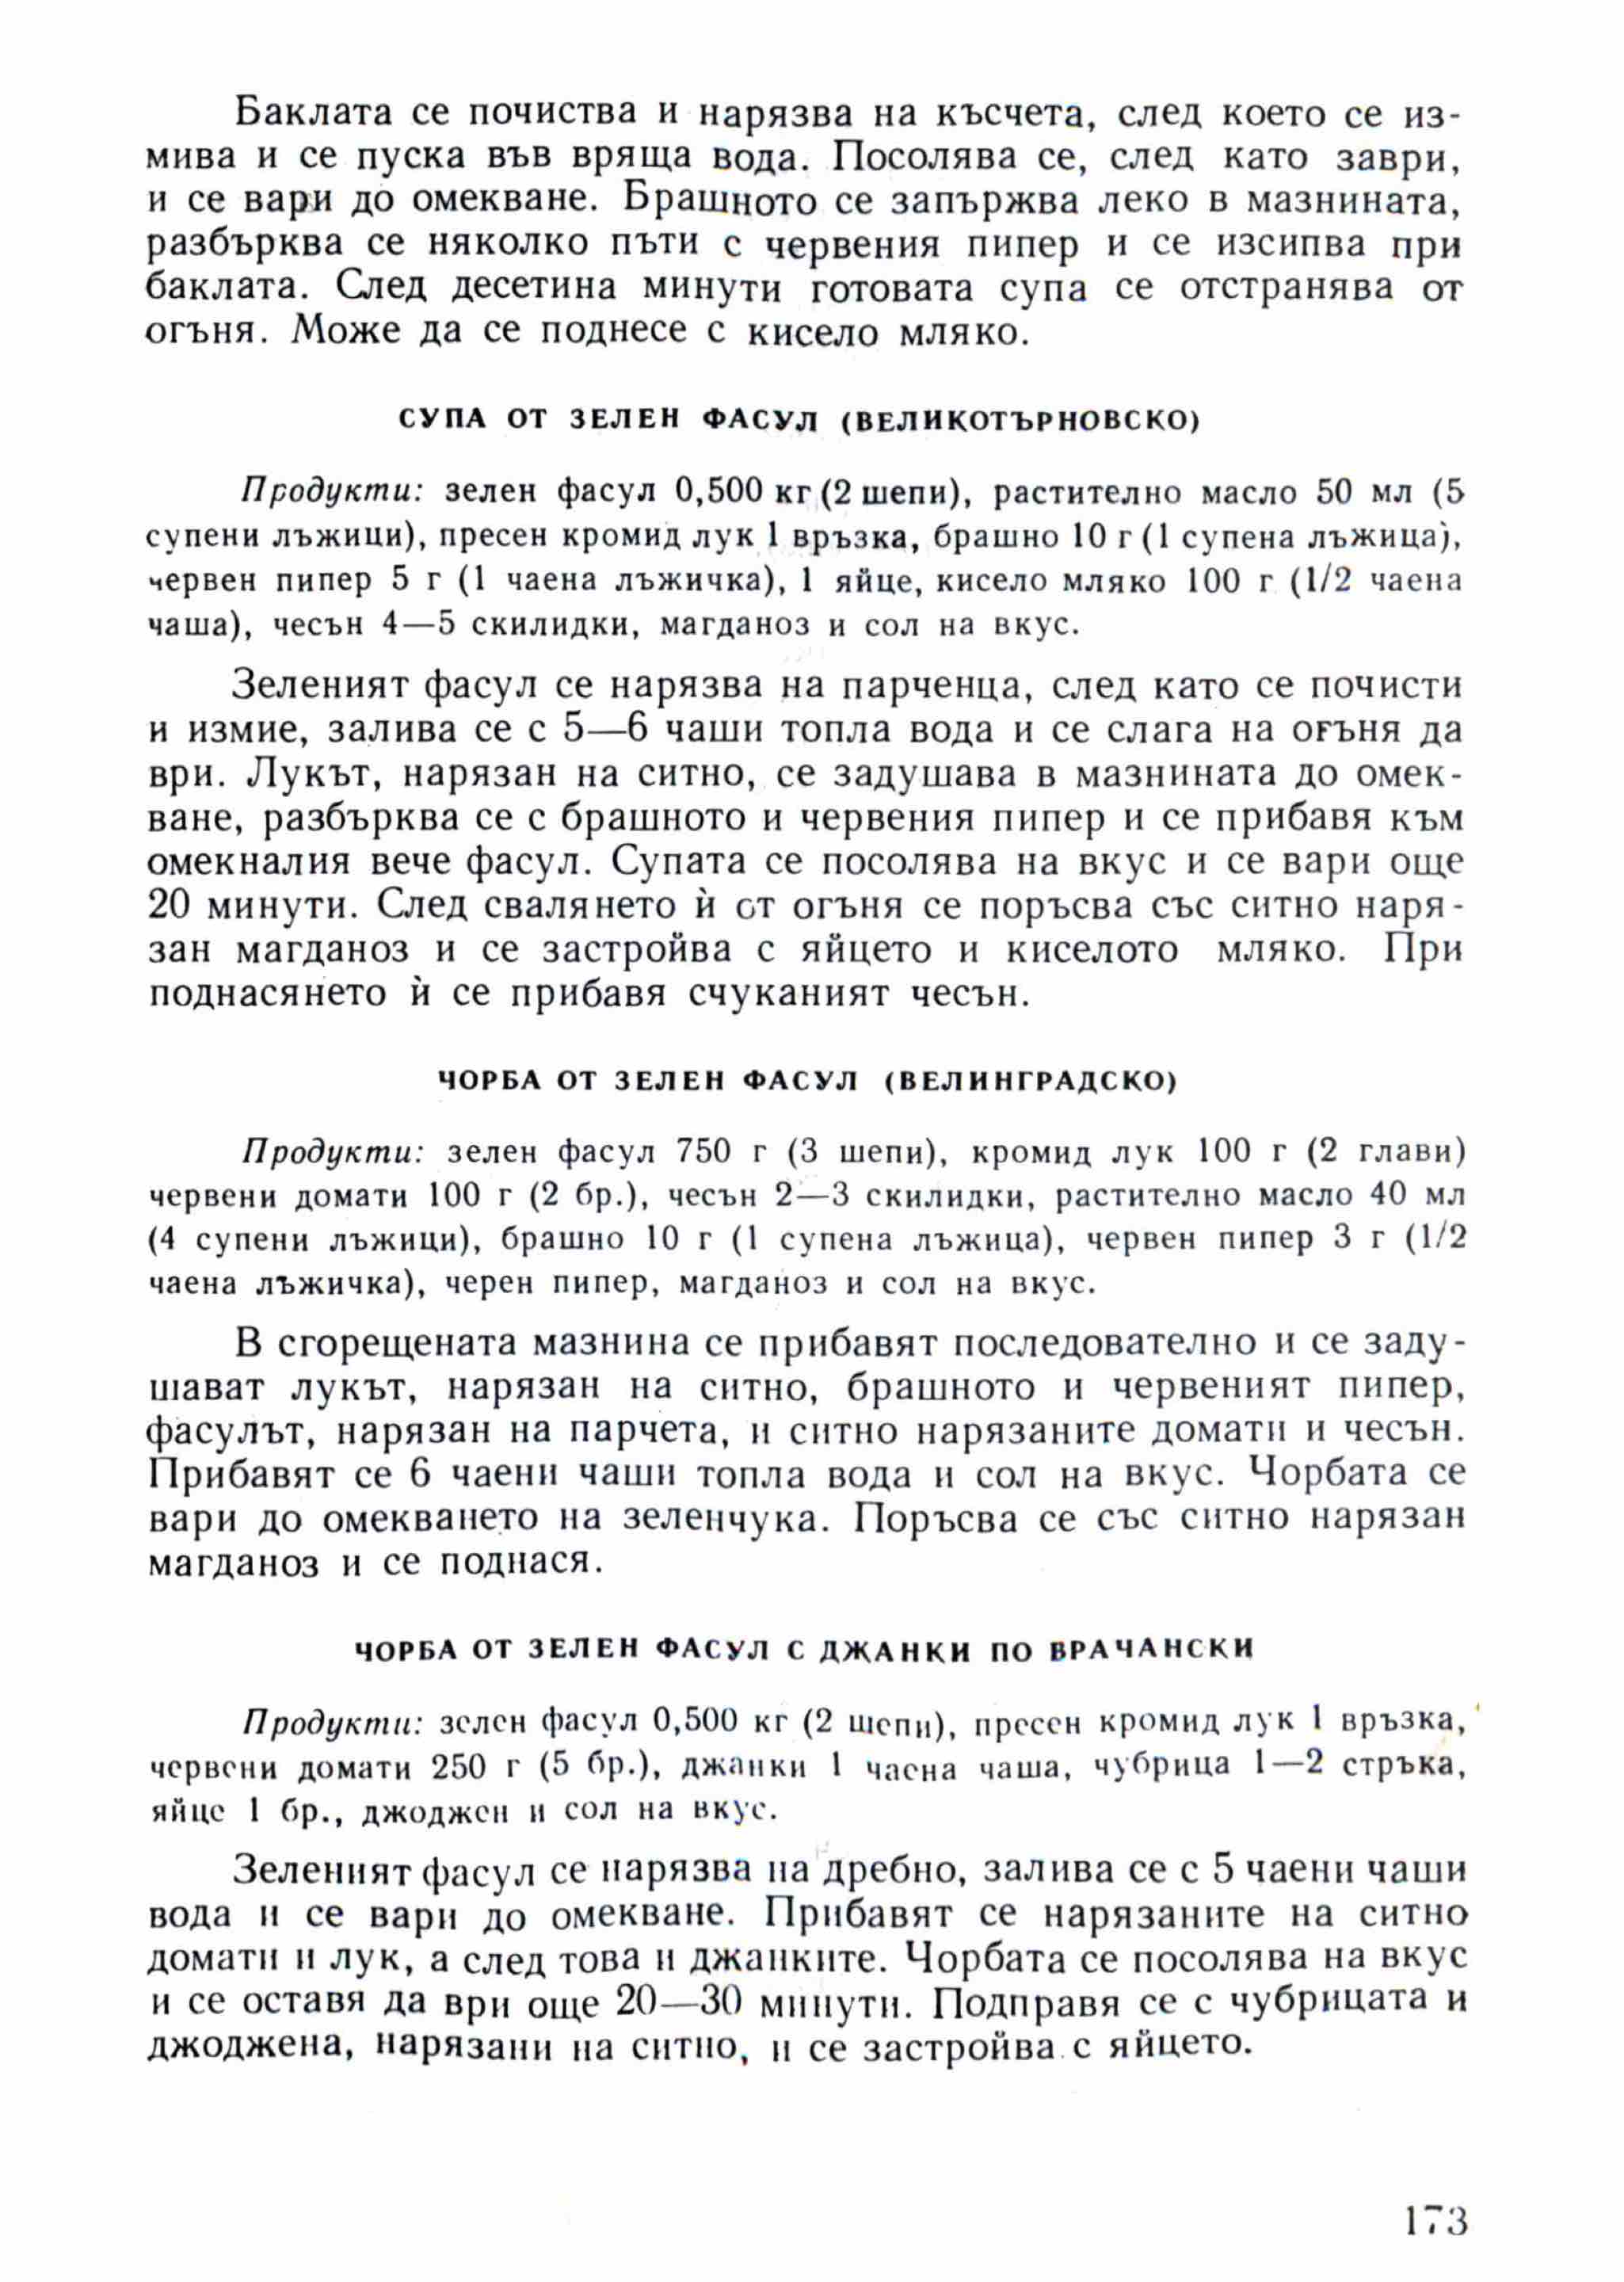 Баклата се почиства и нарязва на късчета, след което се из-
мива и се пуска във вряща вода. Посолява се, след като заври,
и се вари до омекване. Брашното се запържва леко в мазнината,
разбърква се няколко пъти с червения пипер и се изсипва при
баклата. След десетина минути готовата супа се отстранява от
огъня. Може да се поднесе с кисело мляко.
СУПА ОТ ЗЕЛЕН ФАСУЛ (ВЕЛИКОТЪРНОВСКО)
Продукти: зелен фасул 0,500 кг (2 шепи), растително масло 50 мл (5
супени лъжици), пресен кромид лук 1 връзка, брашно 10 г (1 супена лъжица),
червен пипер 5 г (1 чаена лъжичка), 1 яйце, кисело мляко 100 г (1/2 чаена
чаша), чесън 4—5 скилидки, магданоз и сол на вкус.
Зеленият фасул се нарязва на парченца, след като се почисти
и измие, залива се с 5—6 чаши топла вода и се слага на огъня да
ври. Лукът, нарязан на ситно, се задушава в мазнината до омек-
ване, разбърква се с брашното и червения пипер и се прибавя към
омекналия вече фасул. Супата се посолява на вкус и се вари още
20 минути. След свалянето ѝ от огъня се поръсва със ситно наря-
зан магданоз и се застройва с яйцето и киселото мляко. При
поднасянето ѝ се прибавя счуканият чесън.
ЧОРБА ОТ ЗЕЛЕН ФАСУЛ (ВЕЛИНГРАДСКО)
Продукти: зелен фасул 750 г (3 шепи), кромид лук 100 г (2 глави)
червени домати 100 г (2 бр.), чесън 2—3 скилидки, растително масло 40 мл
(4 супени лъжици), брашно 10 г (1 супена лъжица), червен пипер 3 г (1/2
чаена лъжичка), черен пипер, магданоз и сол на вкус.
В сгорещената мазнина се прибавят последователно и се заду-
шават лукът, нарязан на ситно, брашното и червеният пипер,
фасулът, нарязан на парчета, и ситно нарязаните домати и чесън.
Прибавят се 6 чаени чаши топла вода и сол на вкус. Чорбата се
вари до омекването на зеленчука. Поръсва се със ситно нарязан
магданоз и се поднася.
ЧОРБА ОТ ЗЕЛЕН ФАСУЛ С ДЖАНКИ ПО ВРАЧАНСКИ
Продукти: зелен фасул 0,500 кг (2 шепи), пресен кромид лук 1 връзка,
червени домати 250 г (5 бр.), джанки 1 чаена чаша, чубрица 1—2 стръка,
яйце 1 бр., джоджен и сол на вкус.
Зеленият фасул се нарязва на дребно, залива се с 5 чаени чаши
вода и се вари до омекване. Прибавят се нарязаните на ситно
домати и лук, а след това и джанките. Чорбата се посолява на вкус
и се оставя да ври още 20—30 минути. Подправя се с чубрицата и
джоджена, нарязани на ситно, и се застройва с яйцето.
173